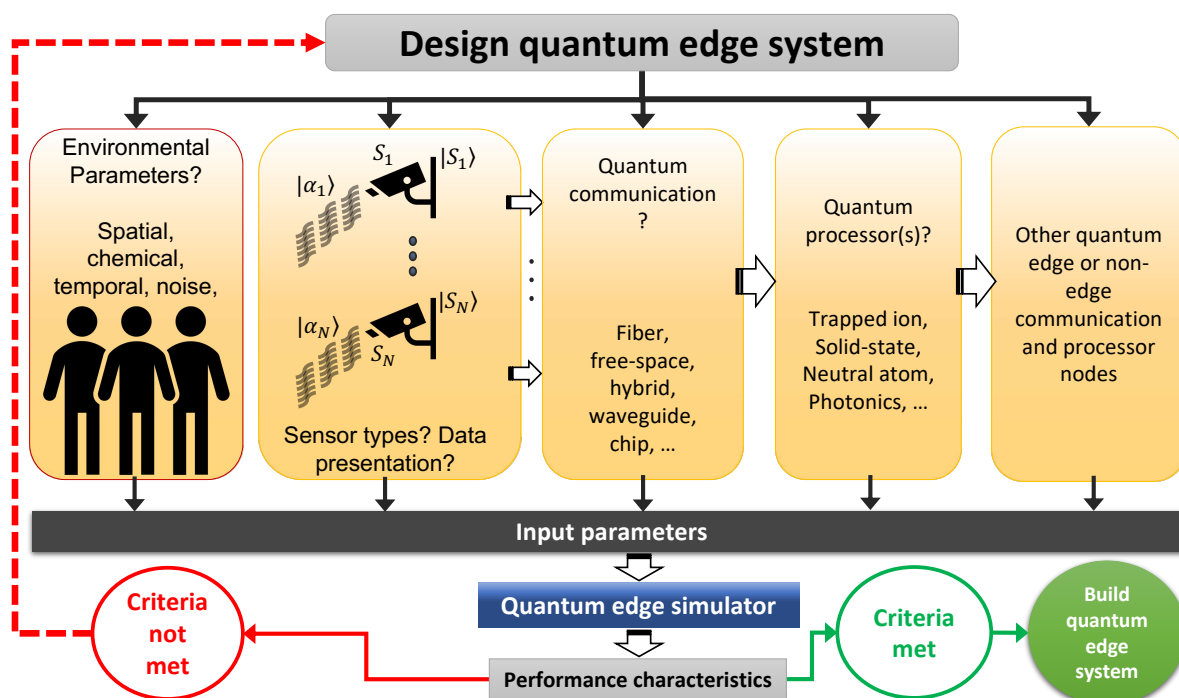 Design quantum edge system
Environmental
Parameters?
Spatial,
chemical,
temporal, noise,
S₁
|S₁⟩
|α₁⟩
|S_N⟩
|α_N⟩
S_N
Sensor types? Data
presentation?
Quantum
communication
?
Fiber,
free-space,
hybrid,
waveguide,
chip, ...
Quantum
processor(s)?
Trapped ion,
Solid-state,
Neutral atom,
Photonics, ...
Other quantum
edge or non-
edge
communication
and processor
nodes
Input parameters
Quantum edge simulator
Performance characteristics
Criteria
not
met
Criteria
met
Build
quantum
edge
system